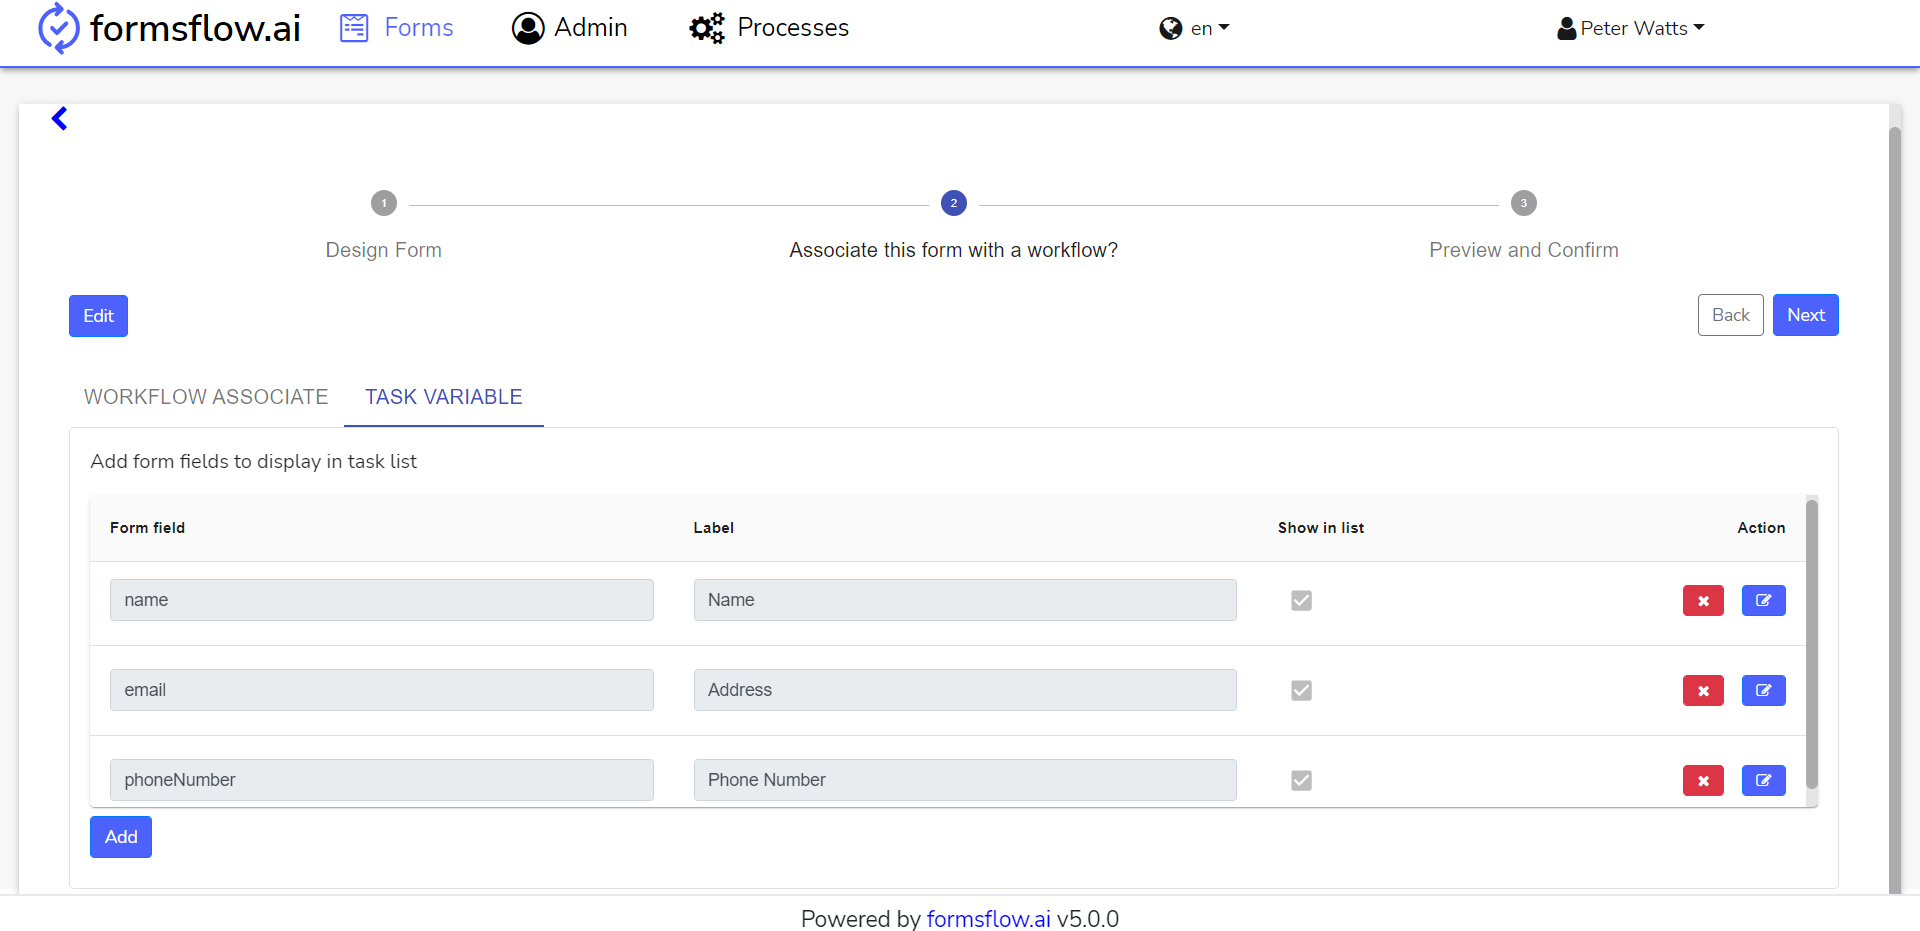 formsflow.ai Forms Admin Processes en Peter Watts
1 2 3
Design Form Associate this form with a workflow? Preview and Confirm
Edit Back Next
WORKFLOW ASSOCIATE TASK VARIABLE
Add form fields to display in task list
Form field Label Show in list Action
name Name
email Address
phoneNumber Phone Number
Add
Powered by formsflow.ai v5.0.0